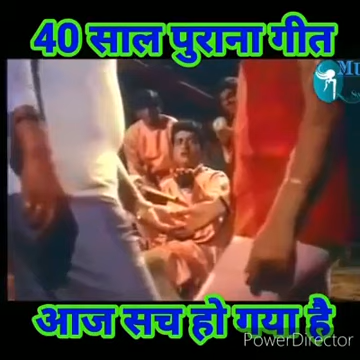 40 साल पुराना गीत
आज सच हो गया है
PowerDirector